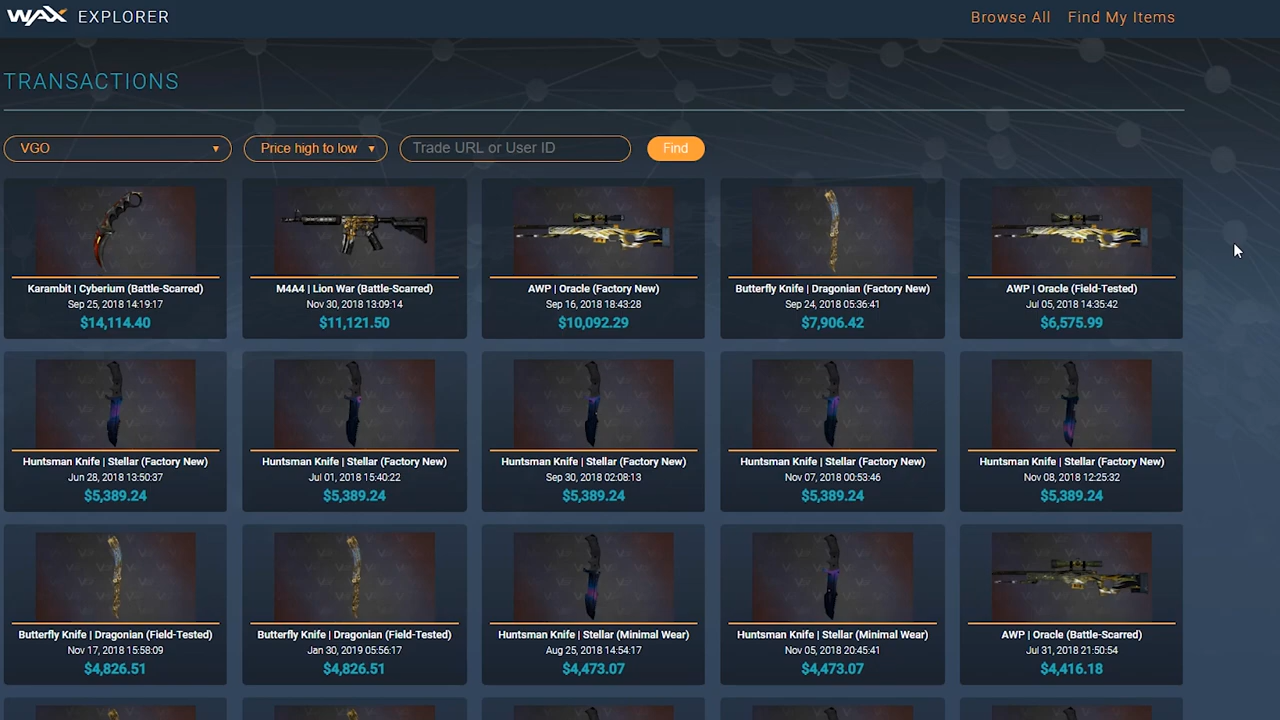 WAX EXPLORER
Browse All
Find My Items
TRANSACTIONS
VGO
Price high to low
Trade URL or User ID
Find
Karambit | Cyberium (Battle-Scarred)
Sep 25, 2018 14:19:17
$14,114.40
M4A4 | Lion War (Battle-Scarred)
Nov 30, 2018 13:09:14
$11,121.50
AWP | Oracle (Factory New)
Sep 16, 2018 18:43:28
$10,092.29
Butterfly Knife | Dragonian (Factory New)
Sep 24, 2018 05:36:41
$7,906.42
AWP | Oracle (Field-Tested)
Jul 05, 2018 14:35:42
$6,575.99
Huntsman Knife | Stellar (Factory New)
Jun 28, 2018 13:50:37
$5,389.24
Huntsman Knife | Stellar (Factory New)
Jul 01, 2018 15:40:22
$5,389.24
Huntsman Knife | Stellar (Factory New)
Sep 30, 2018 02:08:13
$5,389.24
Huntsman Knife | Stellar (Factory New)
Nov 07, 2018 00:53:46
$5,389.24
Huntsman Knife | Stellar (Factory New)
Nov 08, 2018 12:25:32
$5,389.24
Butterfly Knife | Dragonian (Field-Tested)
Nov 17, 2018 15:58:09
$4,826.51
Butterfly Knife | Dragonian (Field-Tested)
Jan 30, 2019 05:56:17
$4,826.51
Huntsman Knife | Stellar (Minimal Wear)
Aug 25, 2018 14:54:17
$4,473.07
Huntsman Knife | Stellar (Minimal Wear)
Nov 05, 2018 20:45:41
$4,473.07
AWP | Oracle (Battle-Scarred)
Jul 31, 2018 21:50:54
$4,416.18